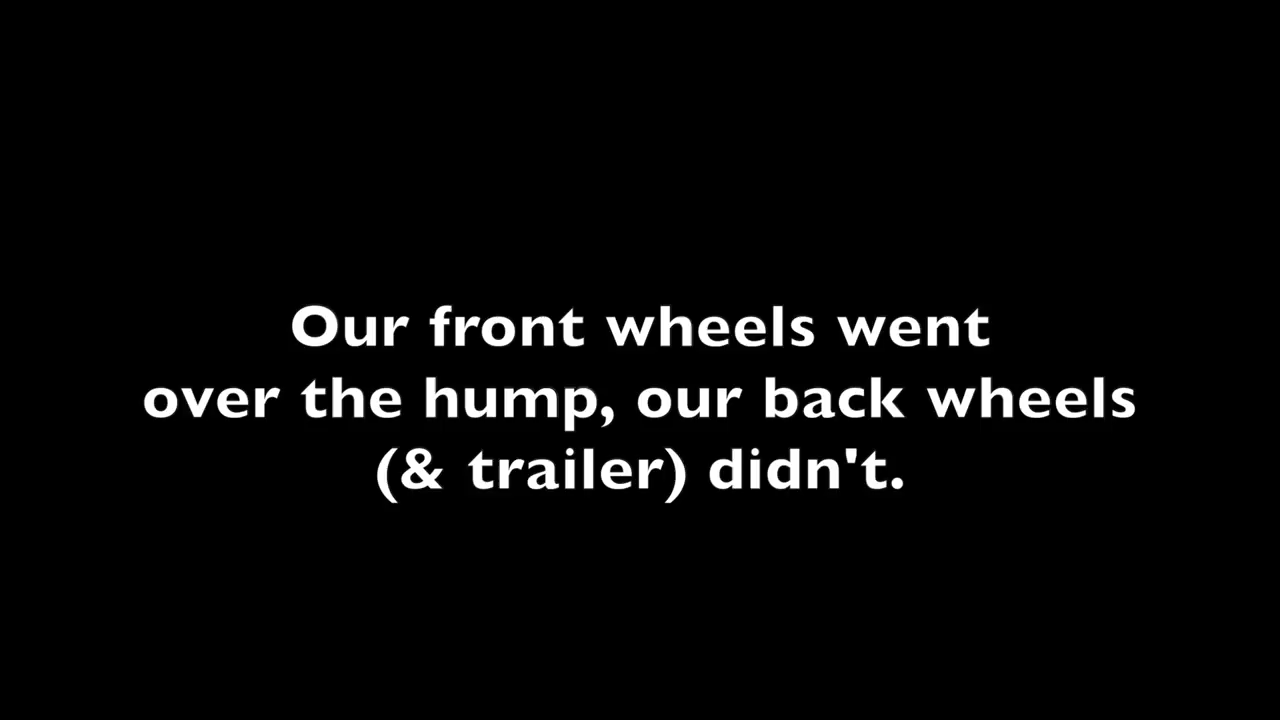 Our front wheels went
over the hump, our back wheels
(& trailer) didn't.